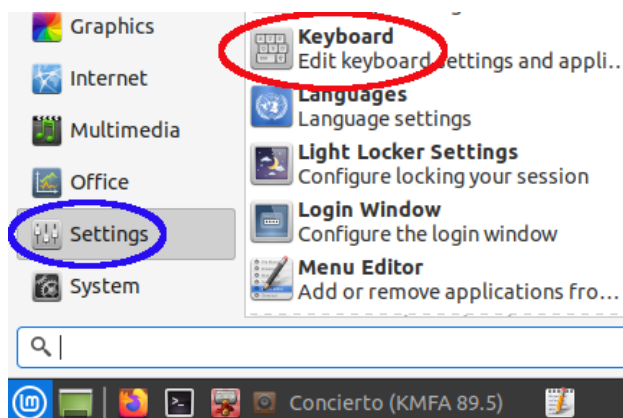 Graphics
Internet
Multimedia
Office
Settings
System
Keyboard
Edit keyboard settings and appli...
Languages
Language settings
Light Locker Settings
Configure locking your session
Login Window
Configure the login window
Menu Editor
Add or remove applications fro...
Concierto (KMFA 89.5)